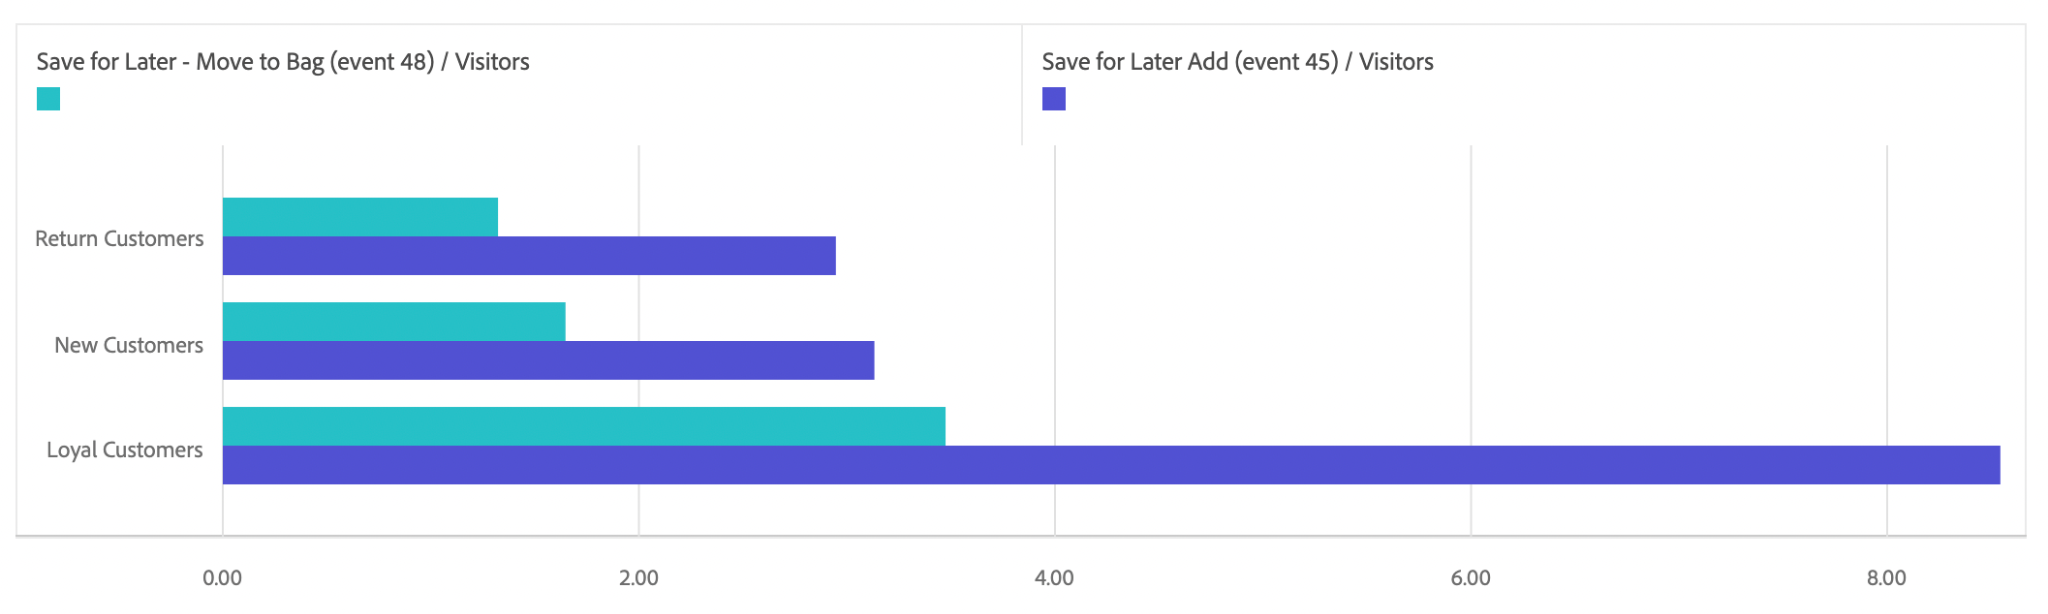 Save for Later - Move to Bag (event 48) / Visitors
Save for Later Add (event 45) / Visitors
Return Customers
New Customers
Loyal Customers
0.00 2.00 4.00 6.00 8.00